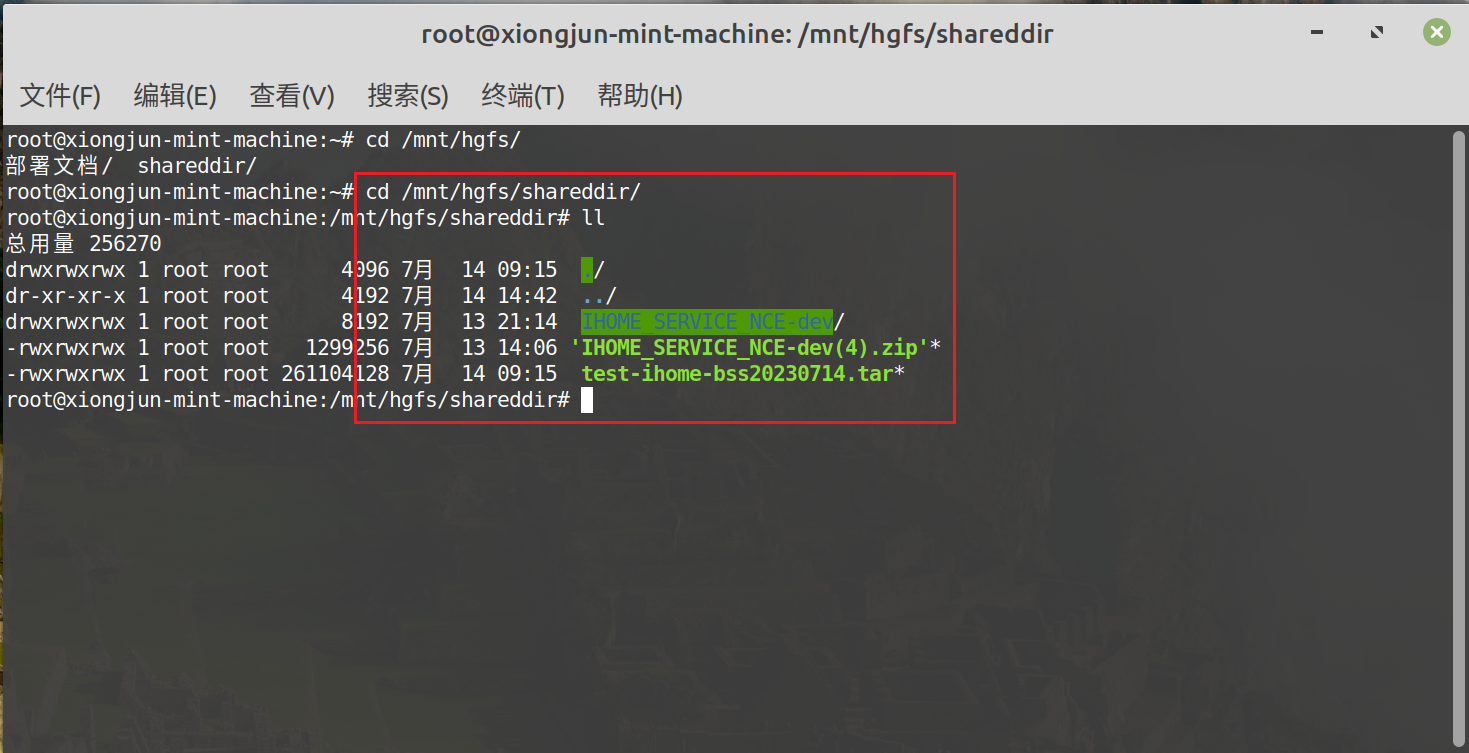 root@xiongjun-mint-machine: /mnt/hgfs/shareddir
文件(F) 编辑(E) 查看(V) 搜索(S) 终端(T) 帮助(H)
root@xiongjun-mint-machine:~# cd /mnt/hgfs/
部署文档/  shareddir/
root@xiongjun-mint-machine:~# cd /mnt/hgfs/shareddir/
root@xiongjun-mint-machine:/mnt/hgfs/shareddir# ll
总用量 256270
drwxrwxrwx 1 root root      4096 7月  14 09:15  ./
dr-xr-xr-x 1 root root      4192 7月  14 14:42  ../
drwxrwxrwx 1 root root      8192 7月  13 21:14  IHOME_SERVICE_NCE-dev/
-rwxrwxrwx 1 root root   1299256 7月  13 14:06 'IHOME_SERVICE_NCE-dev(4).zip'*
-rwxrwxrwx 1 root root 261104128 7月  14 09:15  test-ihome-bss20230714.tar*
root@xiongjun-mint-machine:/mnt/hgfs/shareddir#